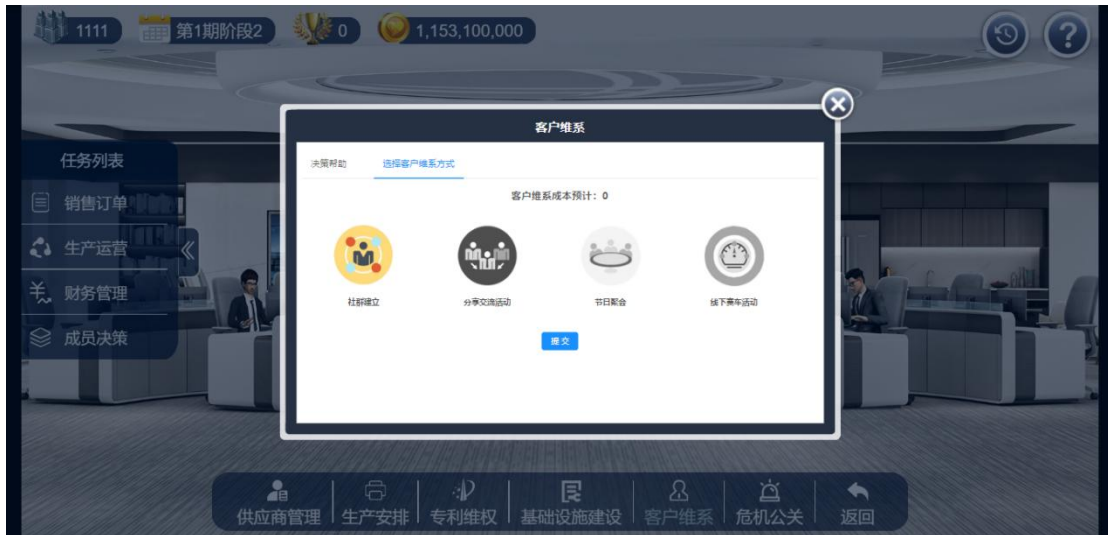 1111 第1期阶段2 0 1,153,100,000
?
客户维系
任务列表
决策帮助 选择客户维系方式
销售订单
客户维系成本预计：0
生产运营
财务管理
社群建立 分享交流活动 节日聚会 线下赛车活动
成员决策
提交
供应商管理 生产安排 专利维权 基础设施建设 客户维系 危机公关 返回